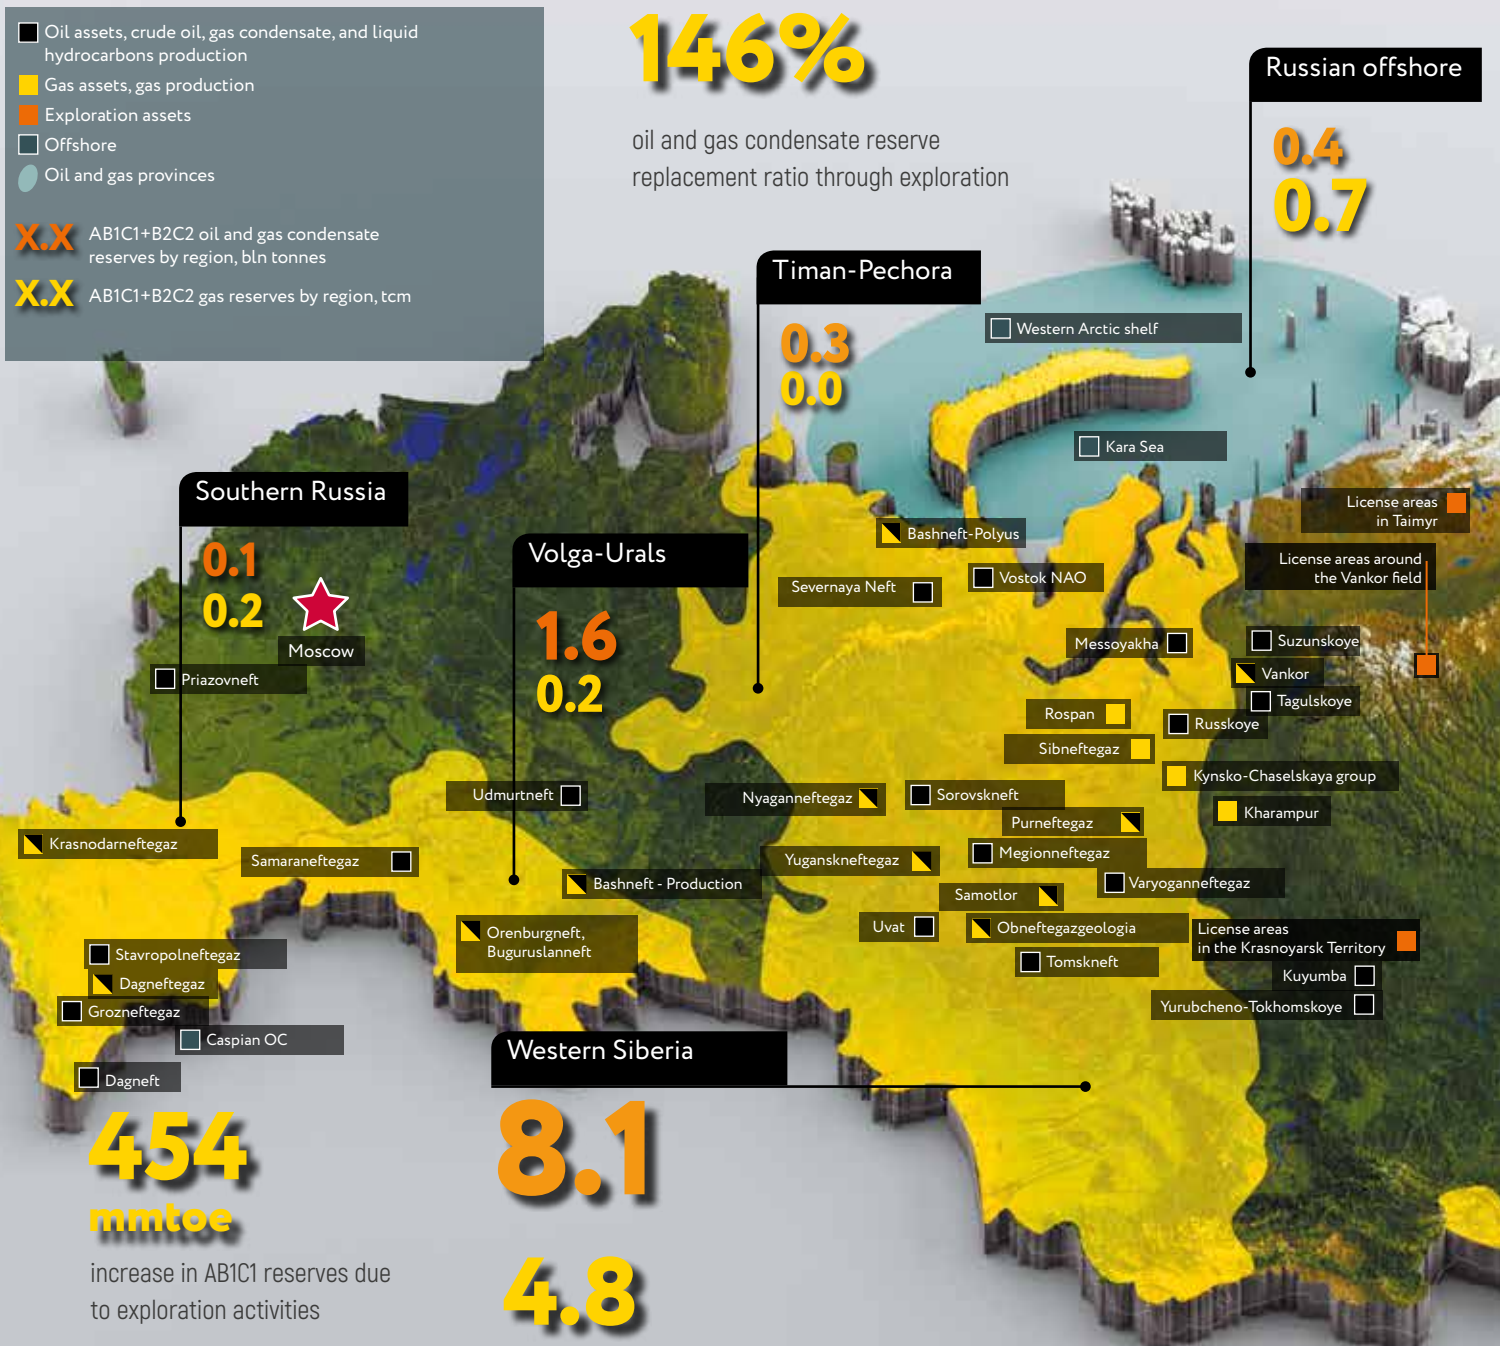 Oil assets, crude oil, gas condensate, and liquid
hydrocarbons production
Gas assets, gas production
Exploration assets
Offshore
Oil and gas provinces
X.X AB1C1+B2C2 oil and gas condensate
reserves by region, bln tonnes
X.X AB1C1+B2C2 gas reserves by region, tcm
146%
oil and gas condensate reserve
replacement ratio through exploration
Russian offshore
0.4
0.7
Timan-Pechora
0.3
0.0
Western Arctic shelf
Kara Sea
Southern Russia
0.1
0.2
Moscow
Priazovneft
Volga-Urals
1.6
0.2
License areas
in Taimyr
Bashneft-Polyus
License areas around
the Vankor field
Severnaya Neft
Vostok NAO
Messoyakha
Suzunskoye
Vankor
Tagulskoye
Rospan
Russkoye
Sibneftegaz
Kynsko-Chaselskaya group
Udmurtneft
Nyaganneftegaz
Sorovskneft
Kharampur
Purneftegaz
Krasnodarneftegaz
Samaraneftegaz
Yuganskneftegaz
Megionneftegaz
Bashneft - Production
Varyoganneftegaz
Samotlor
Orenburgneft,
Buguruslanneft
Uvat
Obneftegazgeologia
License areas
in the Krasnoyarsk Territory
Stavropolneftegaz
Tomskneft
Kuyumba
Dagneftegaz
Yurubcheno-Tokhomskoye
Grozneftegaz
Caspian OC
Dagneft
Western Siberia
8.1
4.8
454
mmtoe
increase in AB1C1 reserves due
to exploration activities